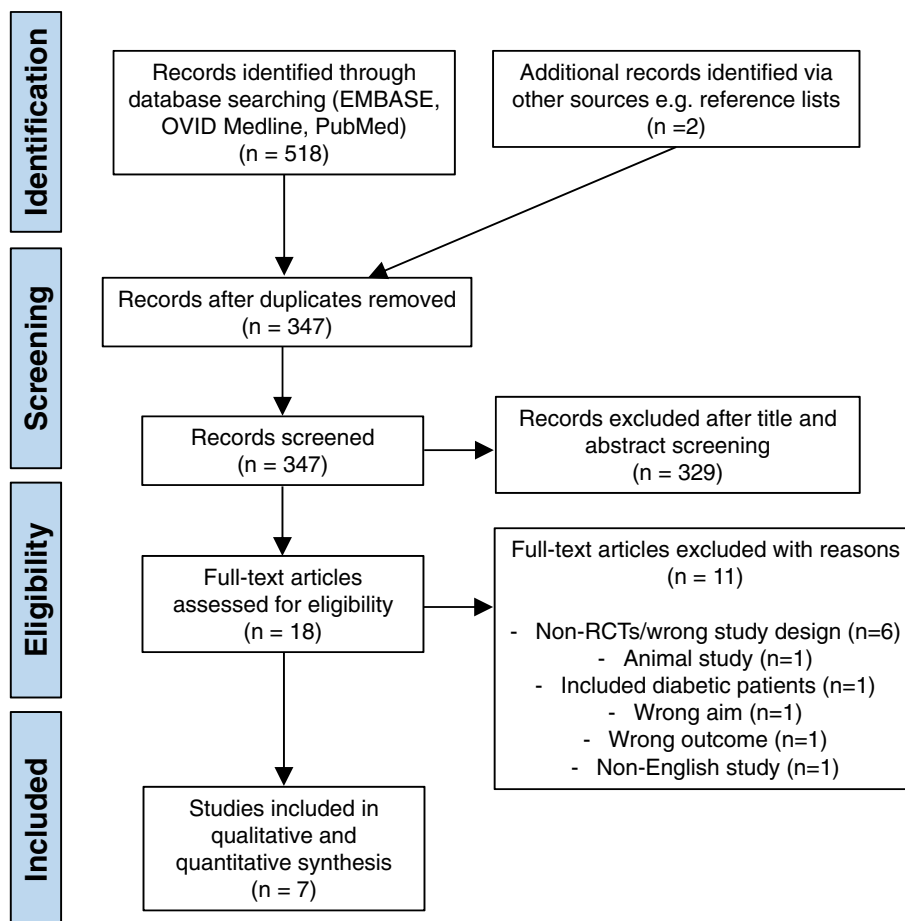 Identification
Records identified through
database searching (EMBASE,
OVID Medline, PubMed)
(n = 518)
Additional records identified via
other sources e.g. reference lists
(n =2)
Screening
Records after duplicates removed
(n = 347)
Records screened
(n = 347)
Records excluded after title and
abstract screening
(n = 329)
Eligibility
Full-text articles
assessed for eligibility
(n = 18)
Full-text articles excluded with reasons
(n = 11)
- Non-RCTs/wrong study design (n=6)
- Animal study (n=1)
- Included diabetic patients (n=1)
- Wrong aim (n=1)
- Wrong outcome (n=1)
- Non-English study (n=1)
Included
Studies included in
qualitative and
quantitative synthesis
(n = 7)